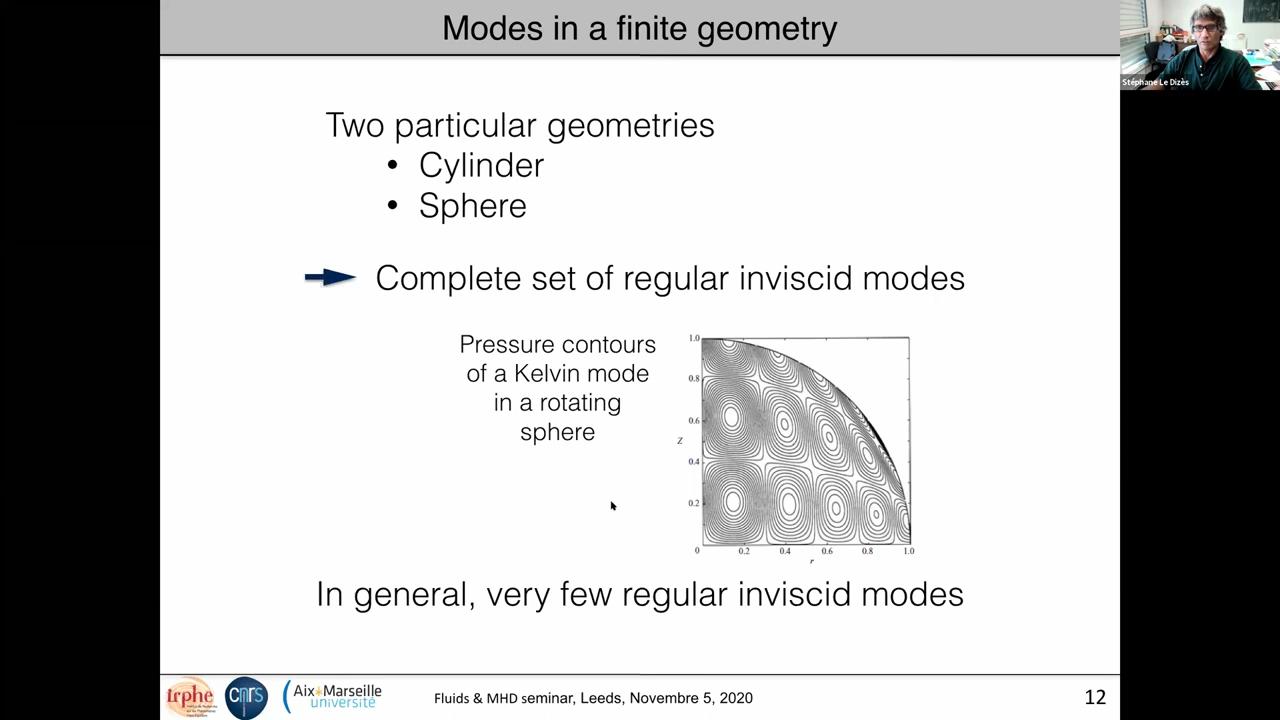 Modes in a finite geometry
Stéphane Le Dizès
Two particular geometries
• Cylinder
• Sphere
Complete set of regular inviscid modes
Pressure contours
of a Kelvin mode
in a rotating
sphere
1.0
0.8
0.6
z
0.4
0.2
0
0.2
0.4
0.6
0.8
1.0
r
In general, very few regular inviscid modes
irphe
cnrs
Aix*Marseille
université
Fluids & MHD seminar, Leeds, Novembre 5, 2020
12